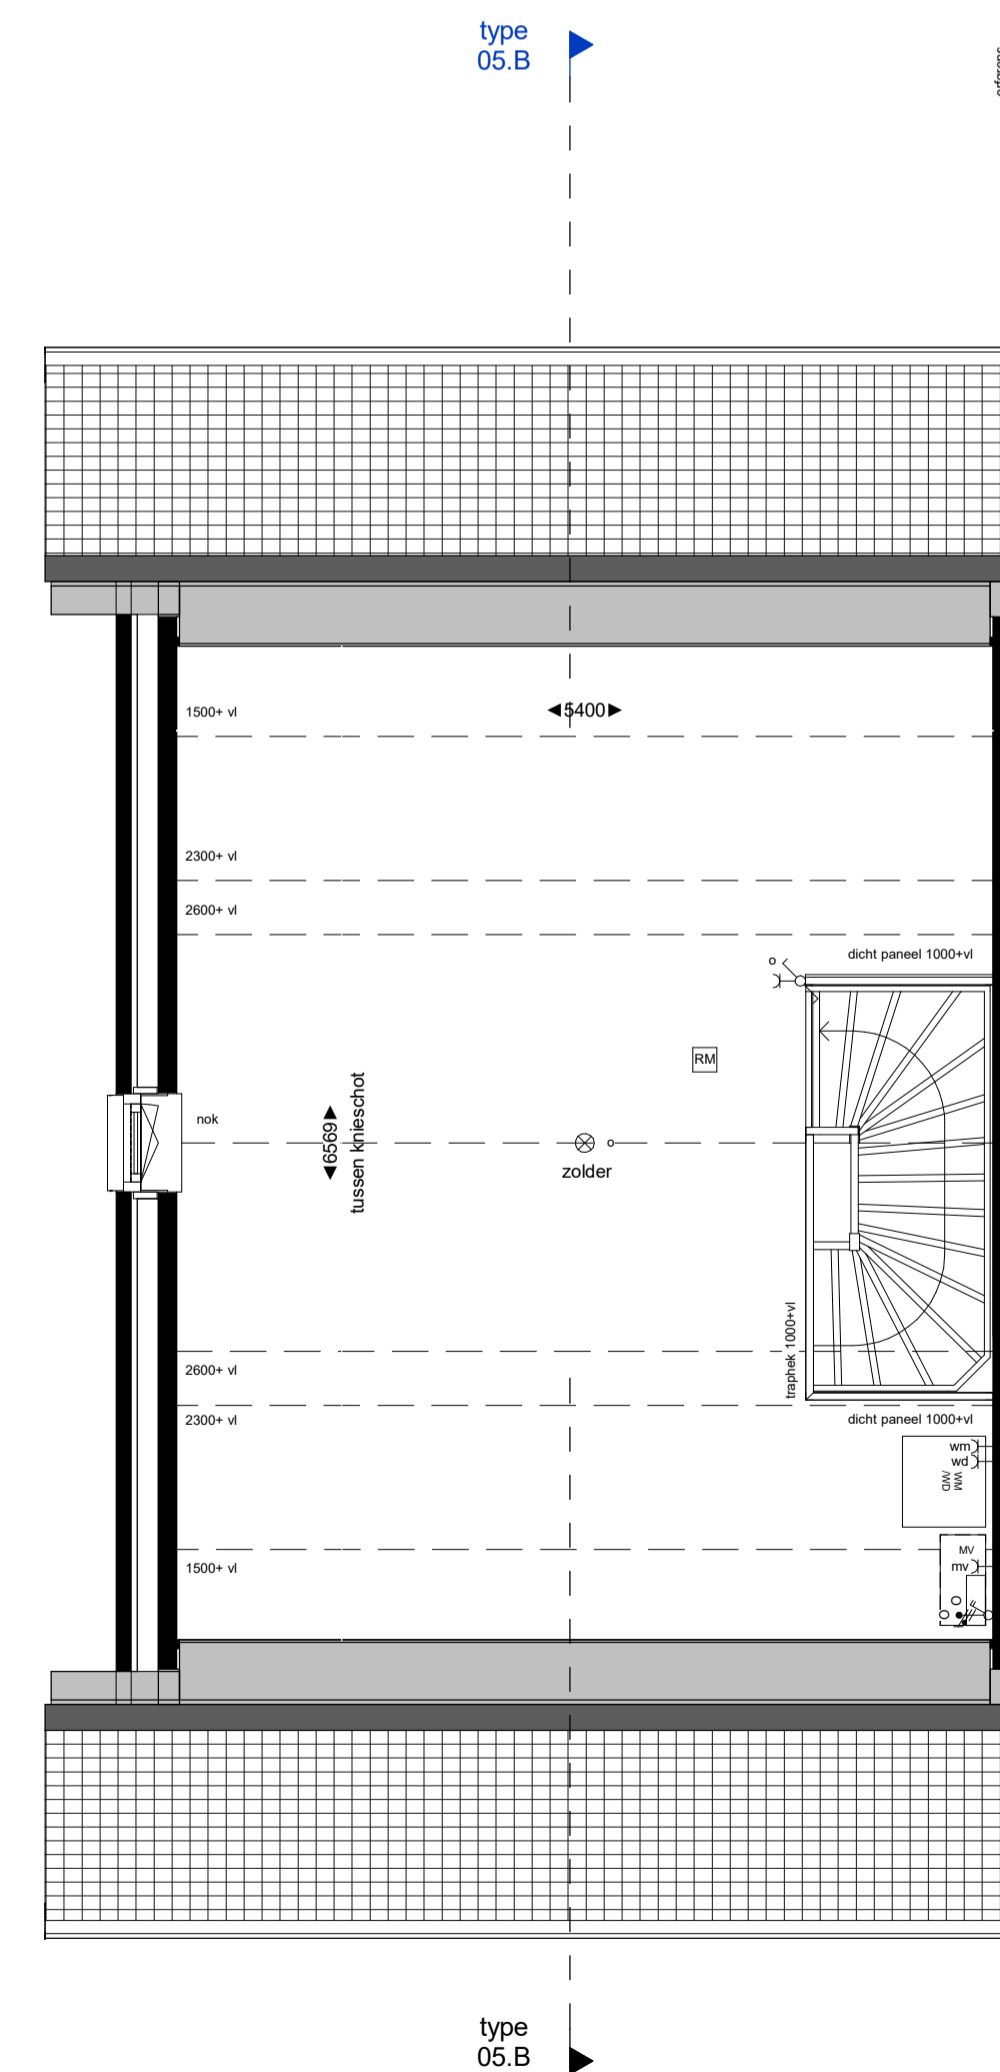 type
05.B
erfgrens
1500+ vl
5400
2300+ vl
2600+ vl
dicht paneel 1000+vl
o
RM
nok
6569
tussen knieschot
o
zolder
traphek 1000+vl
2600+ vl
2300+ vl
dicht paneel 1000+vl
wm
wd
WM
/WD
1500+ vl
MV
mv
type
05.B